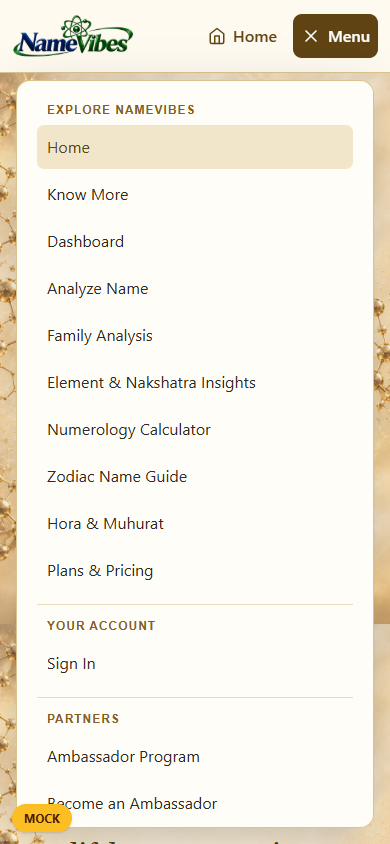 NameVibes
Home
Menu
EXPLORE NAMEVIBES
Home
Know More
Dashboard
Analyze Name
Family Analysis
Element & Nakshatra Insights
Numerology Calculator
Zodiac Name Guide
Hora & Muhurat
Plans & Pricing
YOUR ACCOUNT
Sign In
PARTNERS
Ambassador Program
Become an Ambassador
MOCK